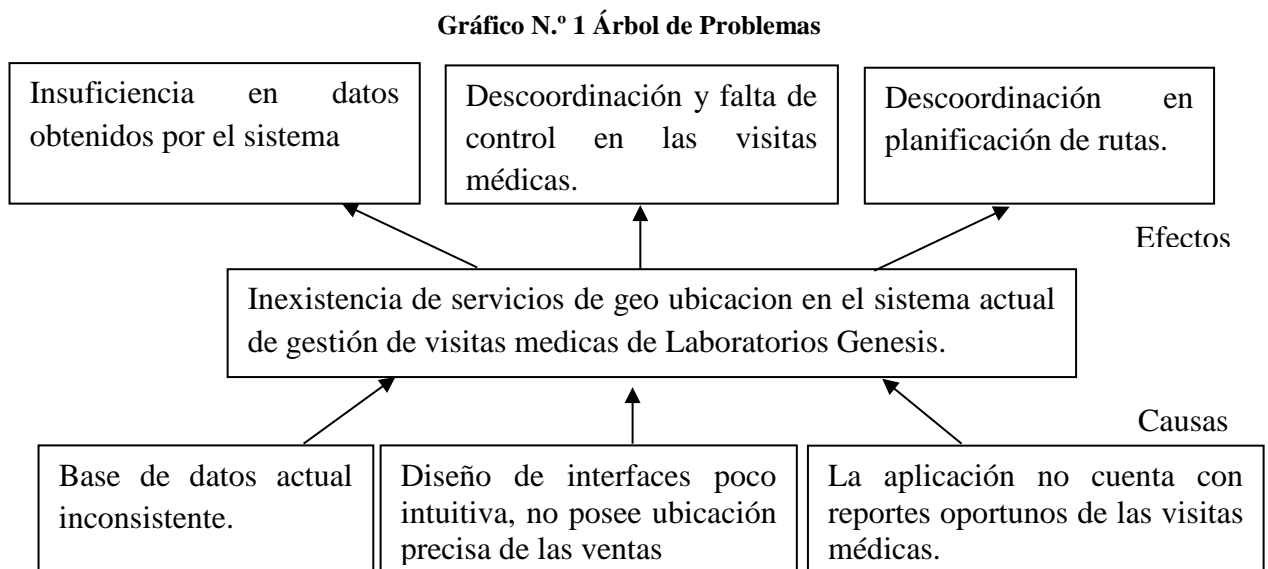 Gráfico N.º 1 Árbol de Problemas
Insuficiencia en datos
obtenidos por el sistema
Descoordinación y falta de
control en las visitas
médicas.
Descoordinación en
planificación de rutas.
Efectos
Inexistencia de servicios de geo ubicacion en el sistema actual
de gestión de visitas medicas de Laboratorios Genesis.
Causas
Base de datos actual
inconsistente.
Diseño de interfaces poco
intuitiva, no posee ubicación
precisa de las ventas
La aplicación no cuenta con
reportes oportunos de las visitas
médicas.